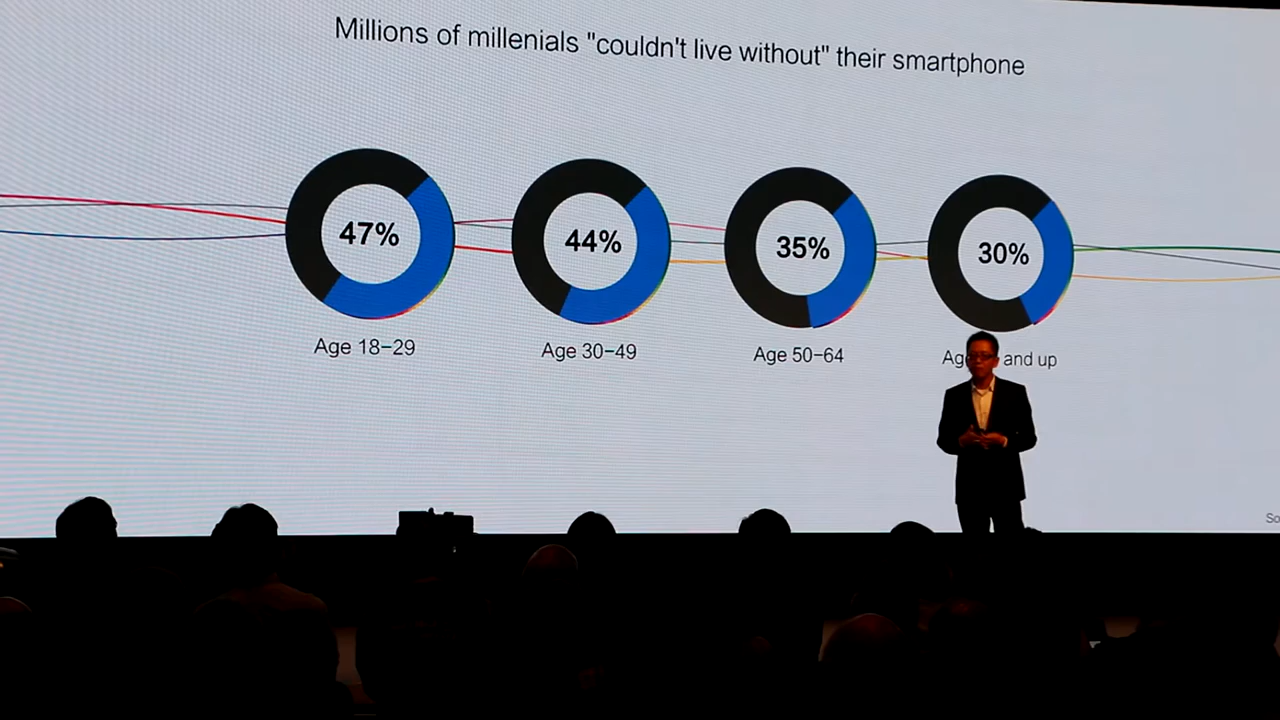 Millions of millenials "couldn't live without" their smartphone
47%
44%
35%
30%
Age 18–29
Age 30–49
Age 50–64
and up